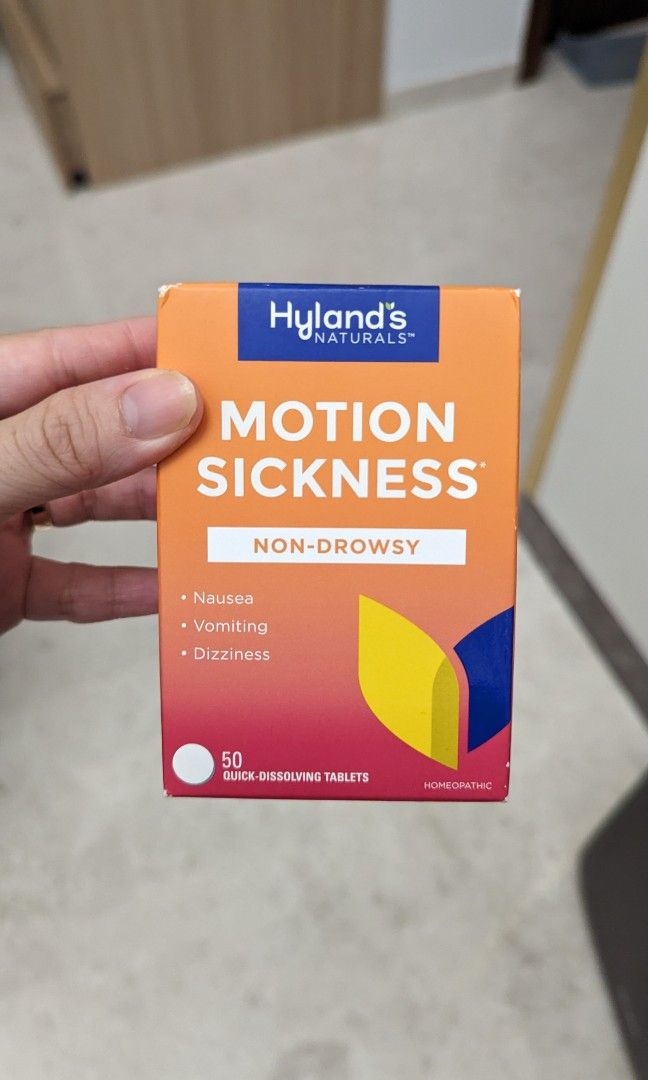 Hyland's
NATURALS™
MOTION
SICKNESS*
NON-DROWSY
• Nausea
• Vomiting
• Dizziness
50
QUICK-DISSOLVING TABLETS
HOMEOPATHIC